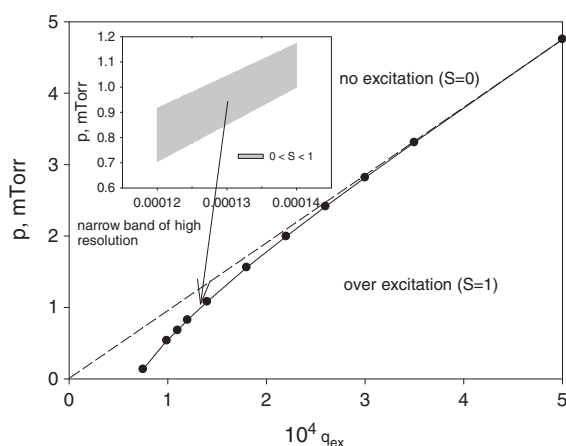 5
4
3
2
1
0
p, mTorr
1.2
1.1
1.0
0.9
0.8
0.7
0.6
p, mTorr
0 < S < 1
0.00012 0.00013 0.00014
no excitation (S=0)
narrow band of high
resolution
over excitation (S=1)
0 1 2 3 4 5
10⁴ qₑₓ